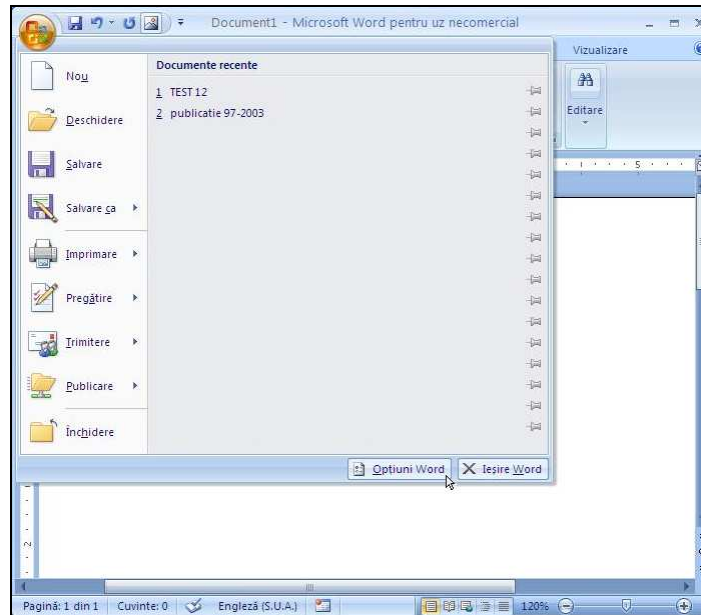 Document1 - Microsoft Word pentru uz necomercial
Vizualizare
Nou
Deschidere
Salvare
Salvare ca
Imprimare
Pregătire
Trimitere
Publicare
Închidere
Documente recente
1 TEST 12
2 publicatie 97-2003
Editare
5
Opțiuni Word
Ieșire Word
2
Pagină: 1 din 1
Cuvinte: 0
Engleză (S.U.A.)
120%